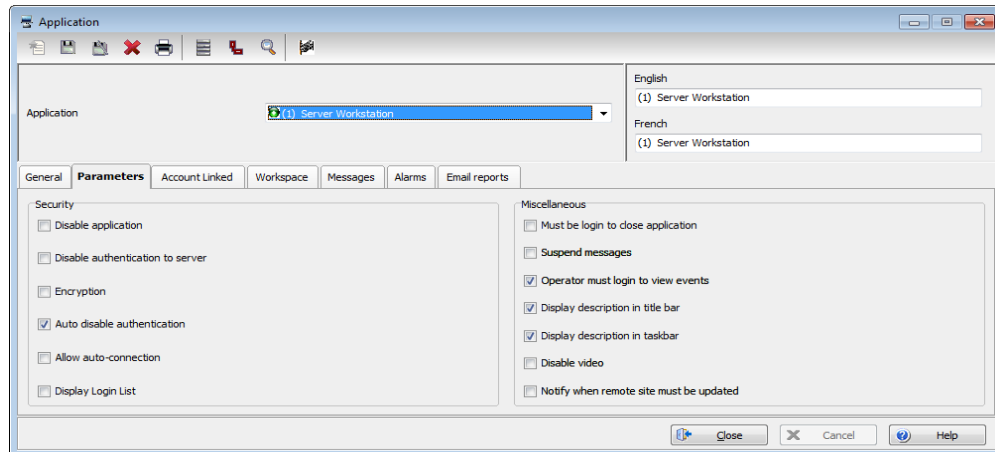 Application
English
(1) Server Workstation
Application
(1) Server Workstation
French
(1) Server Workstation
General Parameters Account Linked Workspace Messages Alarms Email reports
Security
Disable application
Disable authentication to server
Encryption
Auto disable authentication
Allow auto-connection
Display Login List
Miscellaneous
Must be login to close application
Suspend messages
Operator must login to view events
Display description in title bar
Display description in taskbar
Disable video
Notify when remote site must be updated
Close Cancel Help